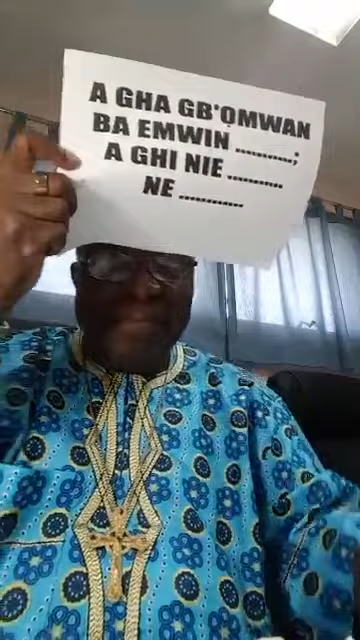 A GHA GB'ỌMWAN
BA EMWIN ...........;
A GHI NIE ...........
NE .............